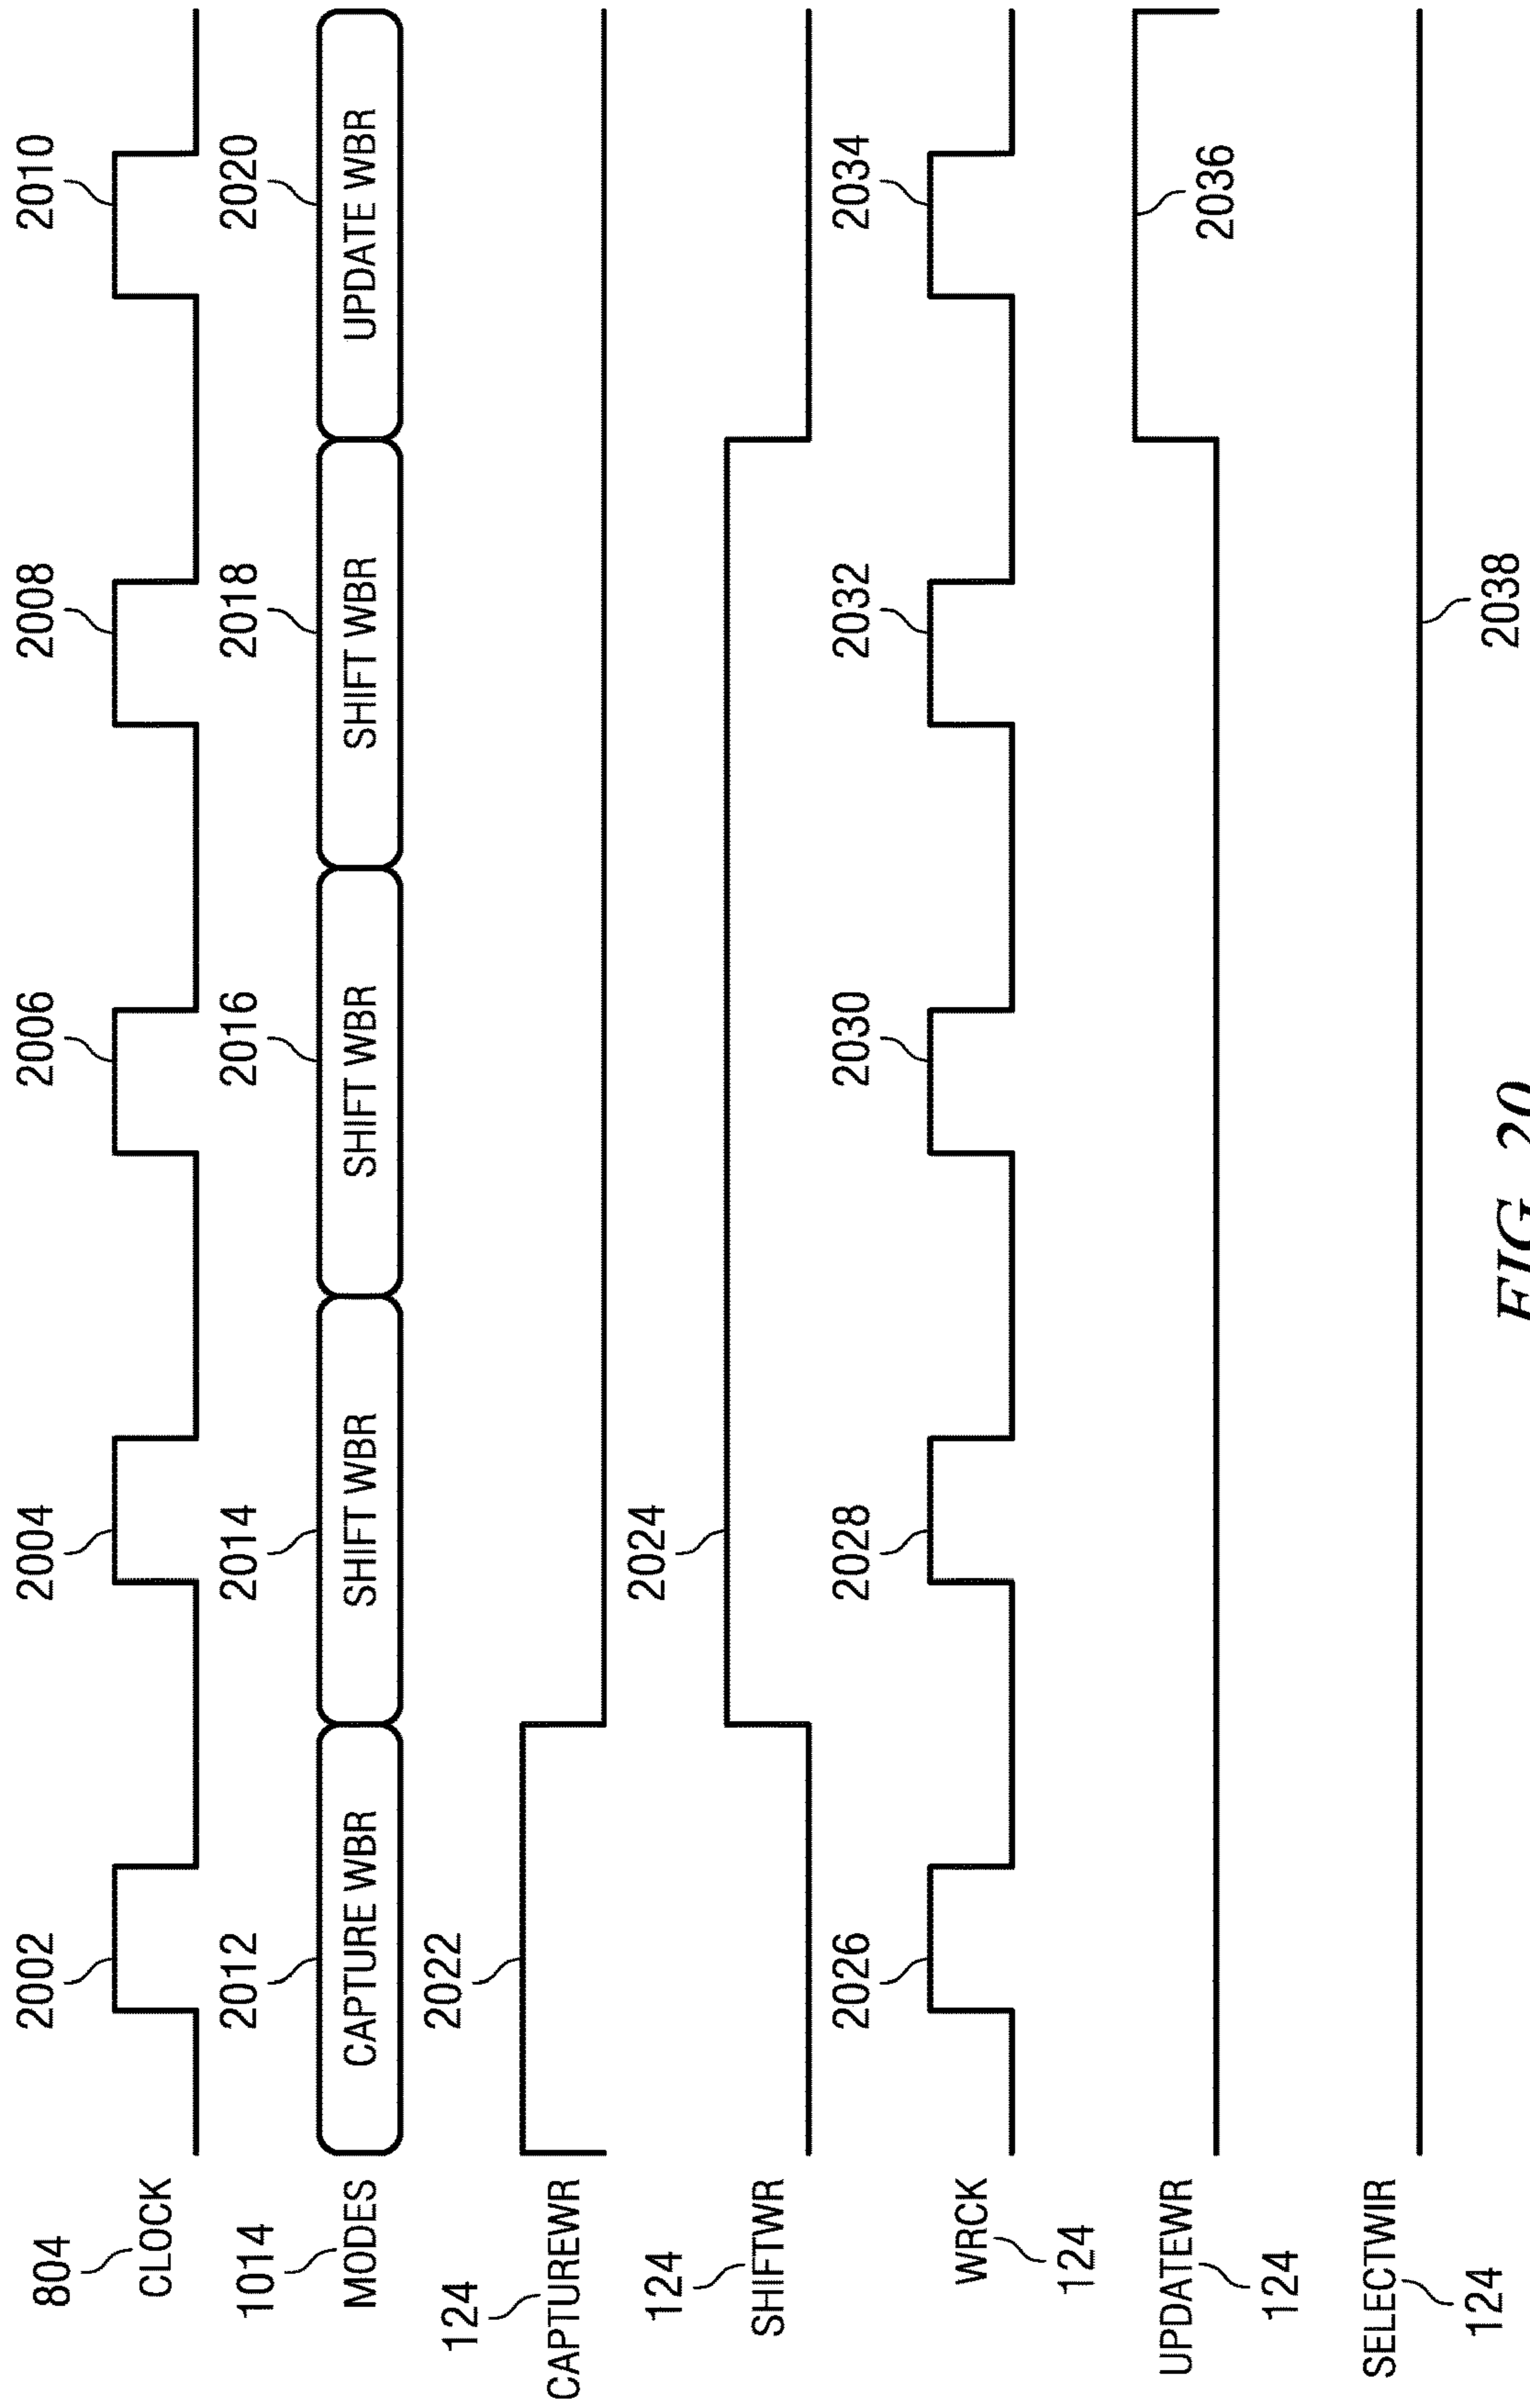 2002 2004 2006 2008 2010
804
CLOCK
2012 2014 2016 2018 2020
1014
MODES
CAPTURE WBR SHIFT WBR SHIFT WBR SHIFT WBR UPDATE WBR
2022
124
CAPTUREWR
2024
124
SHIFTWR
2026 2028 2030 2032 2034
WRCK
124
UPDATEWR
2036
124
SELECTWIR
2038
124
FIG. 20